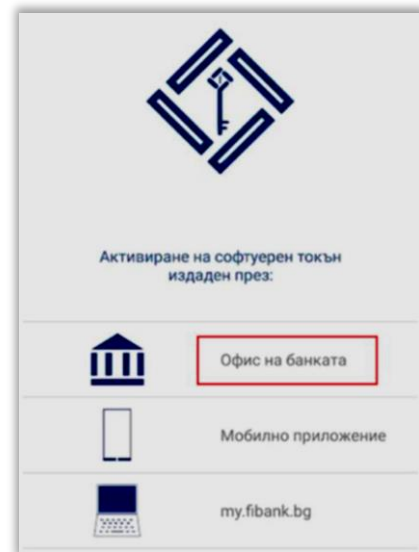 Активиране на софтуерен токън
издаден през:
Офис на банката
Мобилно приложение
my.fibank.bg